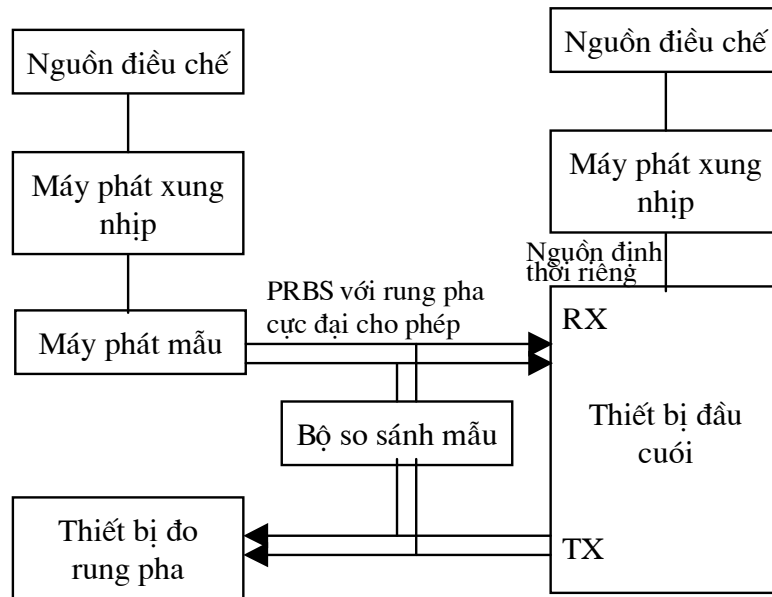 Nguồn điều chế
Nguồn điều chế
Máy phát xung
nhịp
Máy phát xung
nhịp
Nguồn định
thời riêng
PRBS với rung pha
cực đại cho phép
RX
Máy phát mẫu
Thiết bị đầu
cuói
Bộ so sánh mẫu
Thiết bị đo
rung pha
TX